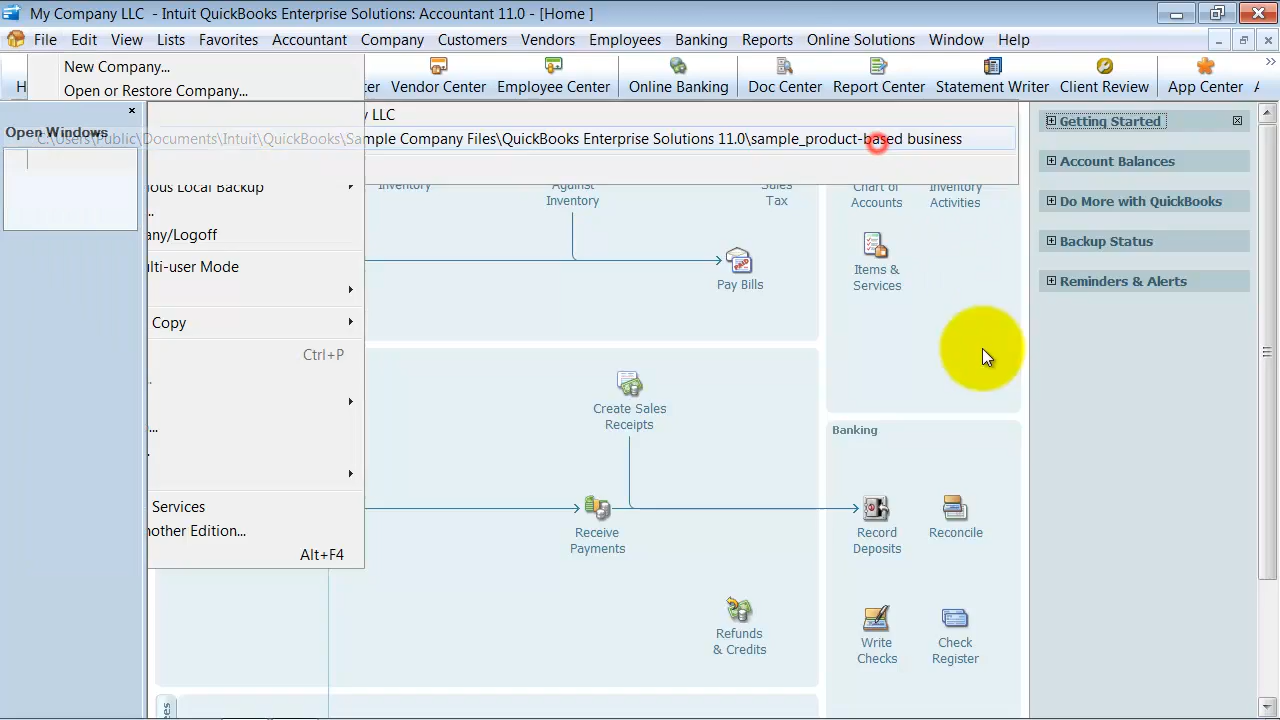 My Company LLC - Intuit QuickBooks Enterprise Solutions: Accountant 11.0 - [Home ]
File Edit View Lists Favorites Accountant Company Customers Vendors Employees Banking Reports Online Solutions Window Help
New Company...
Open or Restore Company...
H
ter
Vendor Center
Employee Center
Online Banking
Doc Center
Report Center
Statement Writer
Client Review
App Center
A
Open Windows
y LLC
C:\Users\Public\Documents\Intuit\QuickBooks\Sample Company Files\QuickBooks Enterprise Solutions 11.0\sample_product-based business
ous Local Backup
..
any/Logoff
ulti-user Mode
Copy
Ctrl+P
.
...
.
Services
nother Edition...
Alt+F4
Inventory
Against
Inventory
Sales
Tax
Pay Bills
Create Sales
Receipts
Receive
Payments
Refunds
& Credits
Chart of
Accounts
Inventory
Activities
Items &
Services
Banking
Record
Deposits
Reconcile
Write
Checks
Check
Register
ees
Getting Started
Account Balances
Do More with QuickBooks
Backup Status
Reminders & Alerts